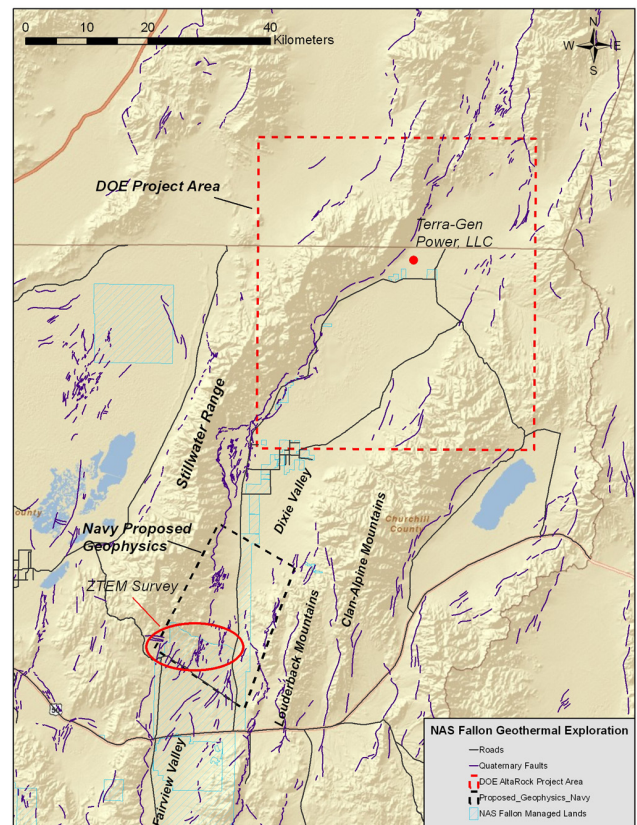 0 10 20 40
Kilometers
N
W E
S
DOE Project Area
Terra-Gen
Power, LLC
Stillwater Range
Dixie Valley
Navy Proposed
Geophysics
Churchill
County
ounty
Clan-Alpine Mountains
ZTEM Survey
Louderback Mountains
50
Fairview Valley
NAS Fallon Geothermal Exploration
Roads
Quaternary Faults
DOE AltaRock Project Area
Proposed_Geophysics_Navy
NAS Fallon Managed Lands